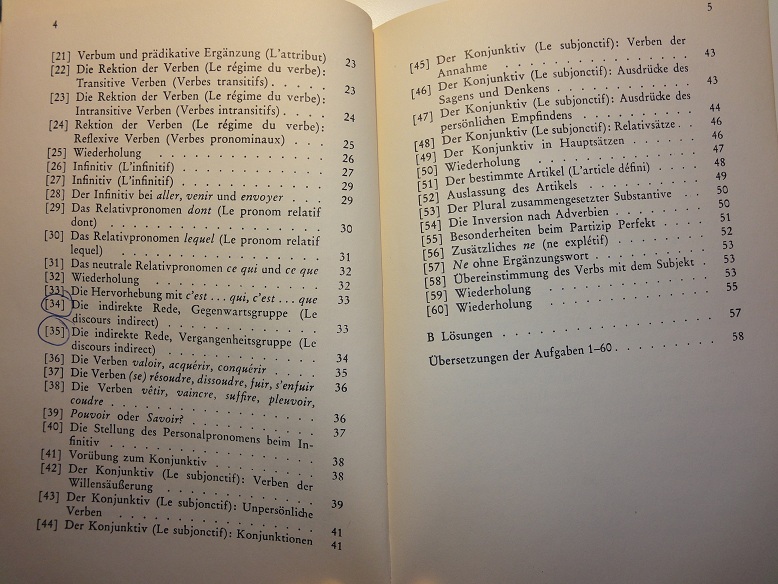 4
[21] Verbum und prädikative Ergänzung (L'attribut) 23
[22] Die Rektion der Verben (Le régime du verbe):
Transitive Verben (Verbes transitifs) . . . . 23
[23] Die Rektion der Verben (Le régime du verbe):
Intransitive Verben (Verbes intransitifs) . . . . 24
[24] Rektion der Verben (Le régime du verbe):
Reflexive Verben (Verbes pronominaux) . . . 25
[25] Wiederholung . . . . . . . . . . . 26
[26] Infinitiv (L'infinitif) . . . . . . . . . 27
[27] Infinitiv (L'infinitif) . . . . . . . . . 29
[28] Der Infinitiv bei aller, venir und envoyer . . . 29
[29] Das Relativpronomen dont (Le pronom relatif
dont) . . . . . . . . . . . . . 30
[30] Das Relativpronomen lequel (Le pronom relatif
lequel) . . . . . . . . . . . . . 31
[31] Das neutrale Relativpronomen ce qui und ce que 32
[32] Wiederholung . . . . . . . . . . . 32
[33] Die Hervorhebung mit c'est . . . qui, c'est . . . que 33
[34] Die indirekte Rede, Gegenwartsgruppe (Le
discours indirect) . . . . . . . . . . 33
[35] Die indirekte Rede, Vergangenheitsgruppe (Le
discours indirect) . . . . . . . . . . 34
[36] Die Verben valoir, acquérir, conquérir . . . . 35
[37] Die Verben (se) résoudre, dissoudre, fuir, s'enfuir 36
[38] Die Verben vêtir, vaincre, suffire, pleuvoir,
coudre . . . . . . . . . . . . . 36
[39] Pouvoir oder Savoir? . . . . . . . . . 37
[40] Die Stellung des Personalpronomens beim In-
finitiv . . . . . . . . . . . . . 38
[41] Vorübung zum Konjunktiv . . . . . . . 38
[42] Der Konjunktiv (Le subjonctif): Verben der
Willensäußerung . . . . . . . . . . 39
[43] Der Konjunktiv (Le subjonctif): Unpersönliche
Verben . . . . . . . . . . . . . 41
[44] Der Konjunktiv (Le subjonctif): Konjunktionen 41
5
[45] Der Konjunktiv (Le subjonctif): Verben der
Annahme . . . . . . . . . . . . 43
[46] Der Konjunktiv (Le subjonctif): Ausdrücke des
Sagens und Denkens . . . . . . . . . 43
[47] Der Konjunktiv (Le subjonctif): Ausdrücke des
persönlichen Empfindens . . . . . . . . 44
[48] Der Konjunktiv (Le subjonctif): Relativsätze . . 46
[49] Der Konjunktiv in Hauptsätzen . . . . . . 46
[50] Wiederholung . . . . . . . . . . . 47
[51] Der bestimmte Artikel (L'article défini) . . . . 48
[52] Auslassung des Artikels . . . . . . . . 49
[53] Der Plural zusammengesetzter Substantive . . . 50
[54] Die Inversion nach Adverbien . . . . . . 50
[55] Besonderheiten beim Partizip Perfekt . . . . 51
[56] Zusätzliches ne (ne explétif) . . . . . . . 52
[57] Ne ohne Ergänzungswort . . . . . . . . 53
[58] Übereinstimmung des Verbs mit dem Subjekt . 53
[59] Wiederholung . . . . . . . . . . . 53
[60] Wiederholung . . . . . . . . . . . 55
B Lösungen . . . . . . . . . . . . 57
Übersetzungen der Aufgaben 1–60 . . . . . . . 58